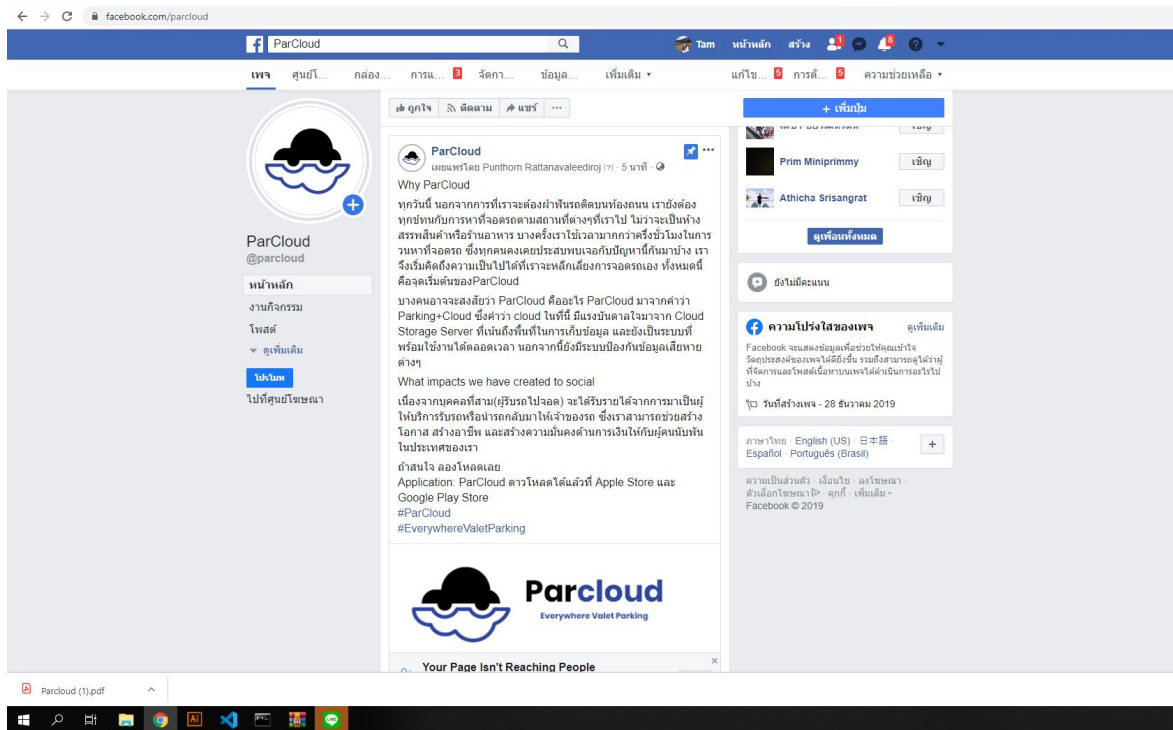 facebook.com/parcloud
ParCloud
Tam หน้าหลัก สร้าง 1 8
เพจ ศูนย์โ... กล่อง... การแ... 3 จัดกา... ข้อมูล... เพิ่มเติม
แก้ไข... 5 การตั้... 5 ความช่วยเหลือ
ParCloud
@parcloud
หน้าหลัก
งานกิจกรรม
โพสต์
ดูเพิ่มเติม
โปรโมท
ไปที่ศูนย์โฆษณา
ถูกใจ ติดตาม แชร์ ...
ParCloud
เผยแพร่โดย Punthorn Rattanavaleediroj [?] · 5 นาที ·
Why ParCloud
ทุกวันนี้ นอกจากการที่เราจะต้องฝ่าฟันรถติดบนท้องถนน เรายังต้อง
ทุกข์ทนกับการหาที่จอดรถตามสถานที่ต่างๆที่เราไป ไม่ว่าจะเป็นห้าง
สรรพสินค้าหรือร้านอาหาร บางครั้งเราใช้เวลามากกว่าครึ่งชั่วโมงในการ
วนหาที่จอดรถ ซึ่งทุกคนคงเคยประสบพบเจอกับปัญหานี้กันมาบ้าง เรา
จึงเริ่มคิดถึงความเป็นไปได้ที่เราจะหลีกเลี่ยงการจอดรถเอง ทั้งหมดนี้
คือจุดเริ่มต้นของParCloud
บางคนอาจจะสงสัยว่า ParCloud คืออะไร ParCloud มาจากคำว่า
Parking+Cloud ซึ่งคำว่า cloud ในที่นี้ มีแรงบันดาลใจมาจาก Cloud
Storage Server ที่เน้นถึงพื้นที่ในการเก็บข้อมูล และยังเป็นระบบที่
พร้อมใช้งานได้ตลอดเวลา นอกจากนี้ยังมีระบบป้องกันข้อมูลเสียหาย
ต่างๆ
What impacts we have created to social
เนื่องจากบุคคลที่สาม(ผู้รับรถไปจอด) จะได้รับรายได้จากการมาเป็นผู้
ให้บริการรับรถหรือนำรถกลับมาให้เจ้าของรถ ซึ่งเราสามารถช่วยสร้าง
โอกาส สร้างอาชีพ และสร้างความมั่นคงด้านการเงินให้กับผู้คนนับพัน
ในประเทศของเรา
ถ้าสนใจ ลองโหลดเลย
Application: ParCloud ดาวโหลดได้แล้วที่ Apple Store และ
Google Play Store
#ParCloud
#EverywhereValetParking
Parcloud
Everywhere Valet Parking
Your Page Isn't Reaching People
+ เพิ่มปุ่ม
Prim Miniprimmy เชิญ
Athicha Srisangrat เชิญ
ดูเพื่อนทั้งหมด
ยังไม่มีคะแนน
ความโปร่งใสของเพจ ดูเพิ่มเติม
Facebook จะแสดงข้อมูลเพื่อช่วยให้คุณเข้าใจ
วัตถุประสงค์ของเพจได้ดียิ่งขึ้น รวมถึงสามารถดูได้ว่าผู้
ที่จัดการและโพสต์เนื้อหาบนเพจได้ดำเนินการอะไรไป
บ้าง
วันที่สร้างเพจ - 28 ธันวาคม 2019
ภาษาไทย · English (US) · 日本語 ·
Español · Português (Brasil)
ความเป็นส่วนตัว · เงื่อนไข · ลงโฆษณา ·
ตัวเลือกโฆษณา · คุกกี้ · เพิ่มเติม
Facebook © 2019
Parcloud (1).pdf
Ai
LINE